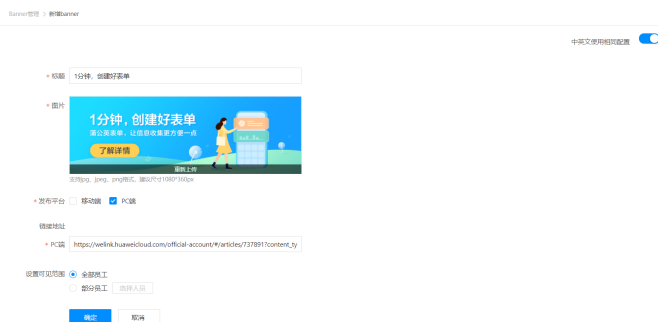 Banner管理 > 新增banner
中英文使用相同配置
* 标题 1分钟，创建好表单
* 图片
1分钟，创建好表单
蒲公英表单，让信息收集更方便一点
了解详情
重新上传
支持jpg、jpeg、png格式，建议尺寸1080*360px
* 发布平台 移动端 PC端
链接地址
* PC端 https://welink.huaweicloud.com/official-account/#/articles/737891?content_ty
设置可见范围 全部员工
部分员工 选择人员
确定 取消